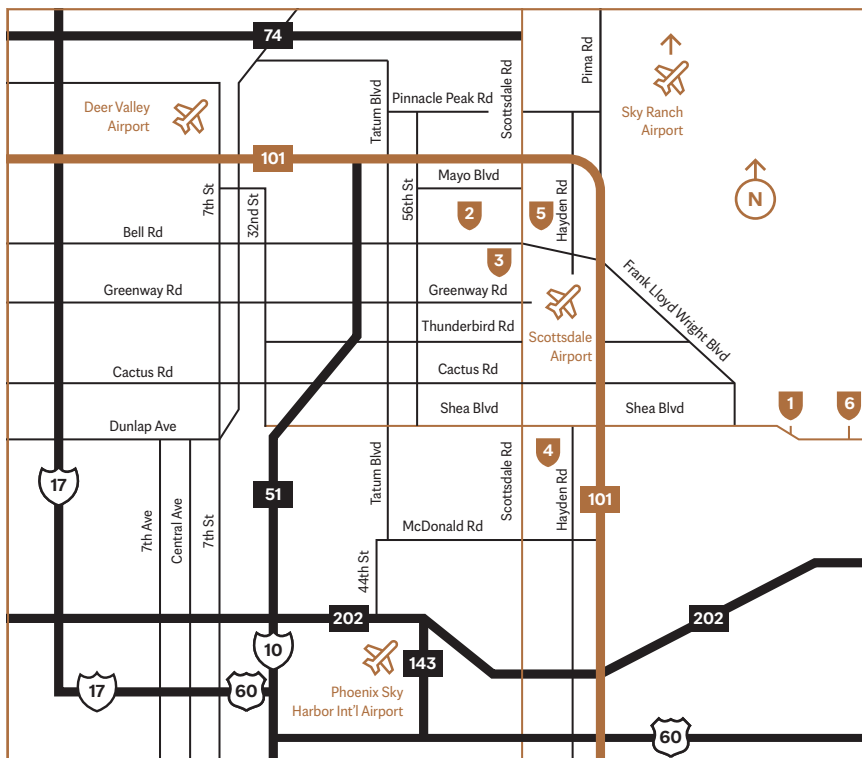 74
Pima Rd
Scottsdale Rd
Tatum Blvd
Pinnacle Peak Rd
Deer Valley
Airport
Sky Ranch
Airport
101
7th St
32nd St
56th St
Mayo Blvd
Hayden Rd
N
2
5
Bell Rd
3
Frank Lloyd Wright Blvd
Greenway Rd
Greenway Rd
Thunderbird Rd
Scottsdale
Airport
Cactus Rd
Cactus Rd
Shea Blvd
Shea Blvd
1
6
Dunlap Ave
4
17
51
Tatum Blvd
Scottsdale Rd
Hayden Rd
101
7th Ave
Central Ave
7th St
McDonald Rd
44th St
202
202
10
143
17
60
Phoenix Sky
Harbor Int'l Airport
60